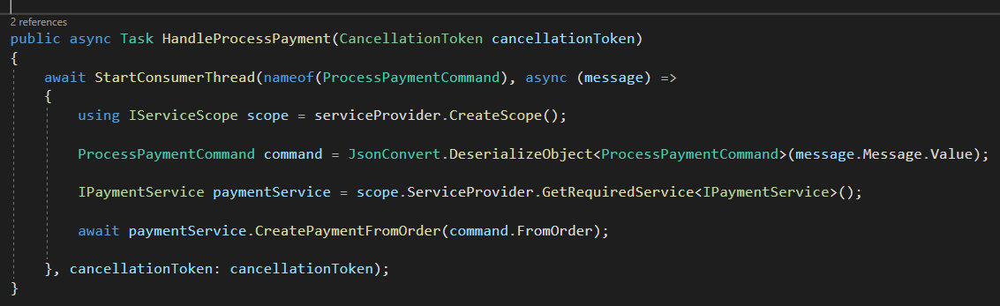 2 references
public async Task HandleProcessPayment(CancellationToken cancellationToken)
{
await StartConsumerThread(nameof(ProcessPaymentCommand), async (message) =>
{
using IServiceScope scope = serviceProvider.CreateScope();
ProcessPaymentCommand command = JsonConvert.DeserializeObject<ProcessPaymentCommand>(message.Message.Value);
IPaymentService paymentService = scope.ServiceProvider.GetRequiredService<IPaymentService>();
await paymentService.CreatePaymentFromOrder(command.FromOrder);
}, cancellationToken: cancellationToken);
}